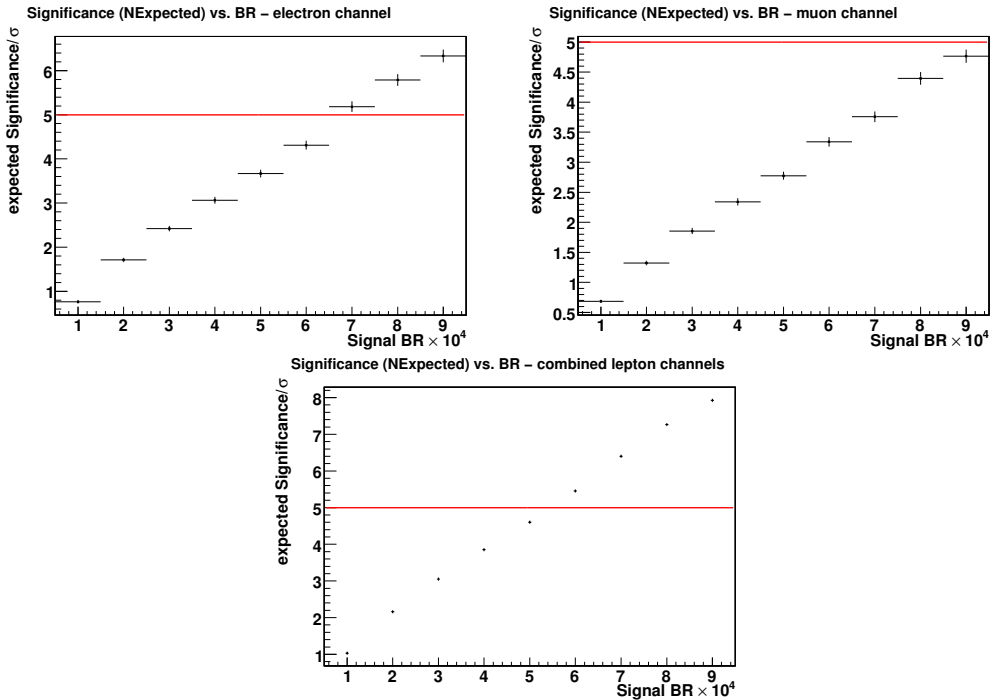 Significance (NExpected) vs. BR − electron channel
expected Significance/σ
6
5
4
3
2
1
1 2 3 4 5 6 7 8 9
Signal BR × 10⁴
Significance (NExpected) vs. BR − muon channel
expected Significance/σ
5
4.5
4
3.5
3
2.5
2
1.5
1
0.5
1 2 3 4 5 6 7 8 9
Signal BR × 10⁴
Significance (NExpected) vs. BR − combined lepton channels
expected Significance/σ
8
7
6
5
4
3
2
1
1 2 3 4 5 6 7 8 9
Signal BR × 10⁴